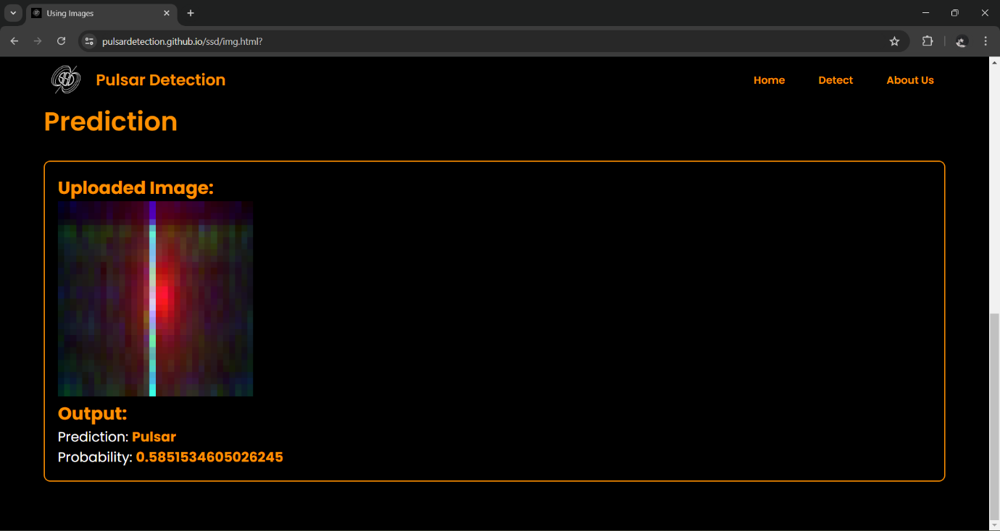 Using Images
pulsardetection.github.io/ssd/img.html?
Pulsar Detection
Home
Detect
About Us
Prediction
Uploaded Image:
Output:
Prediction: Pulsar
Probability: 0.5851534605026245